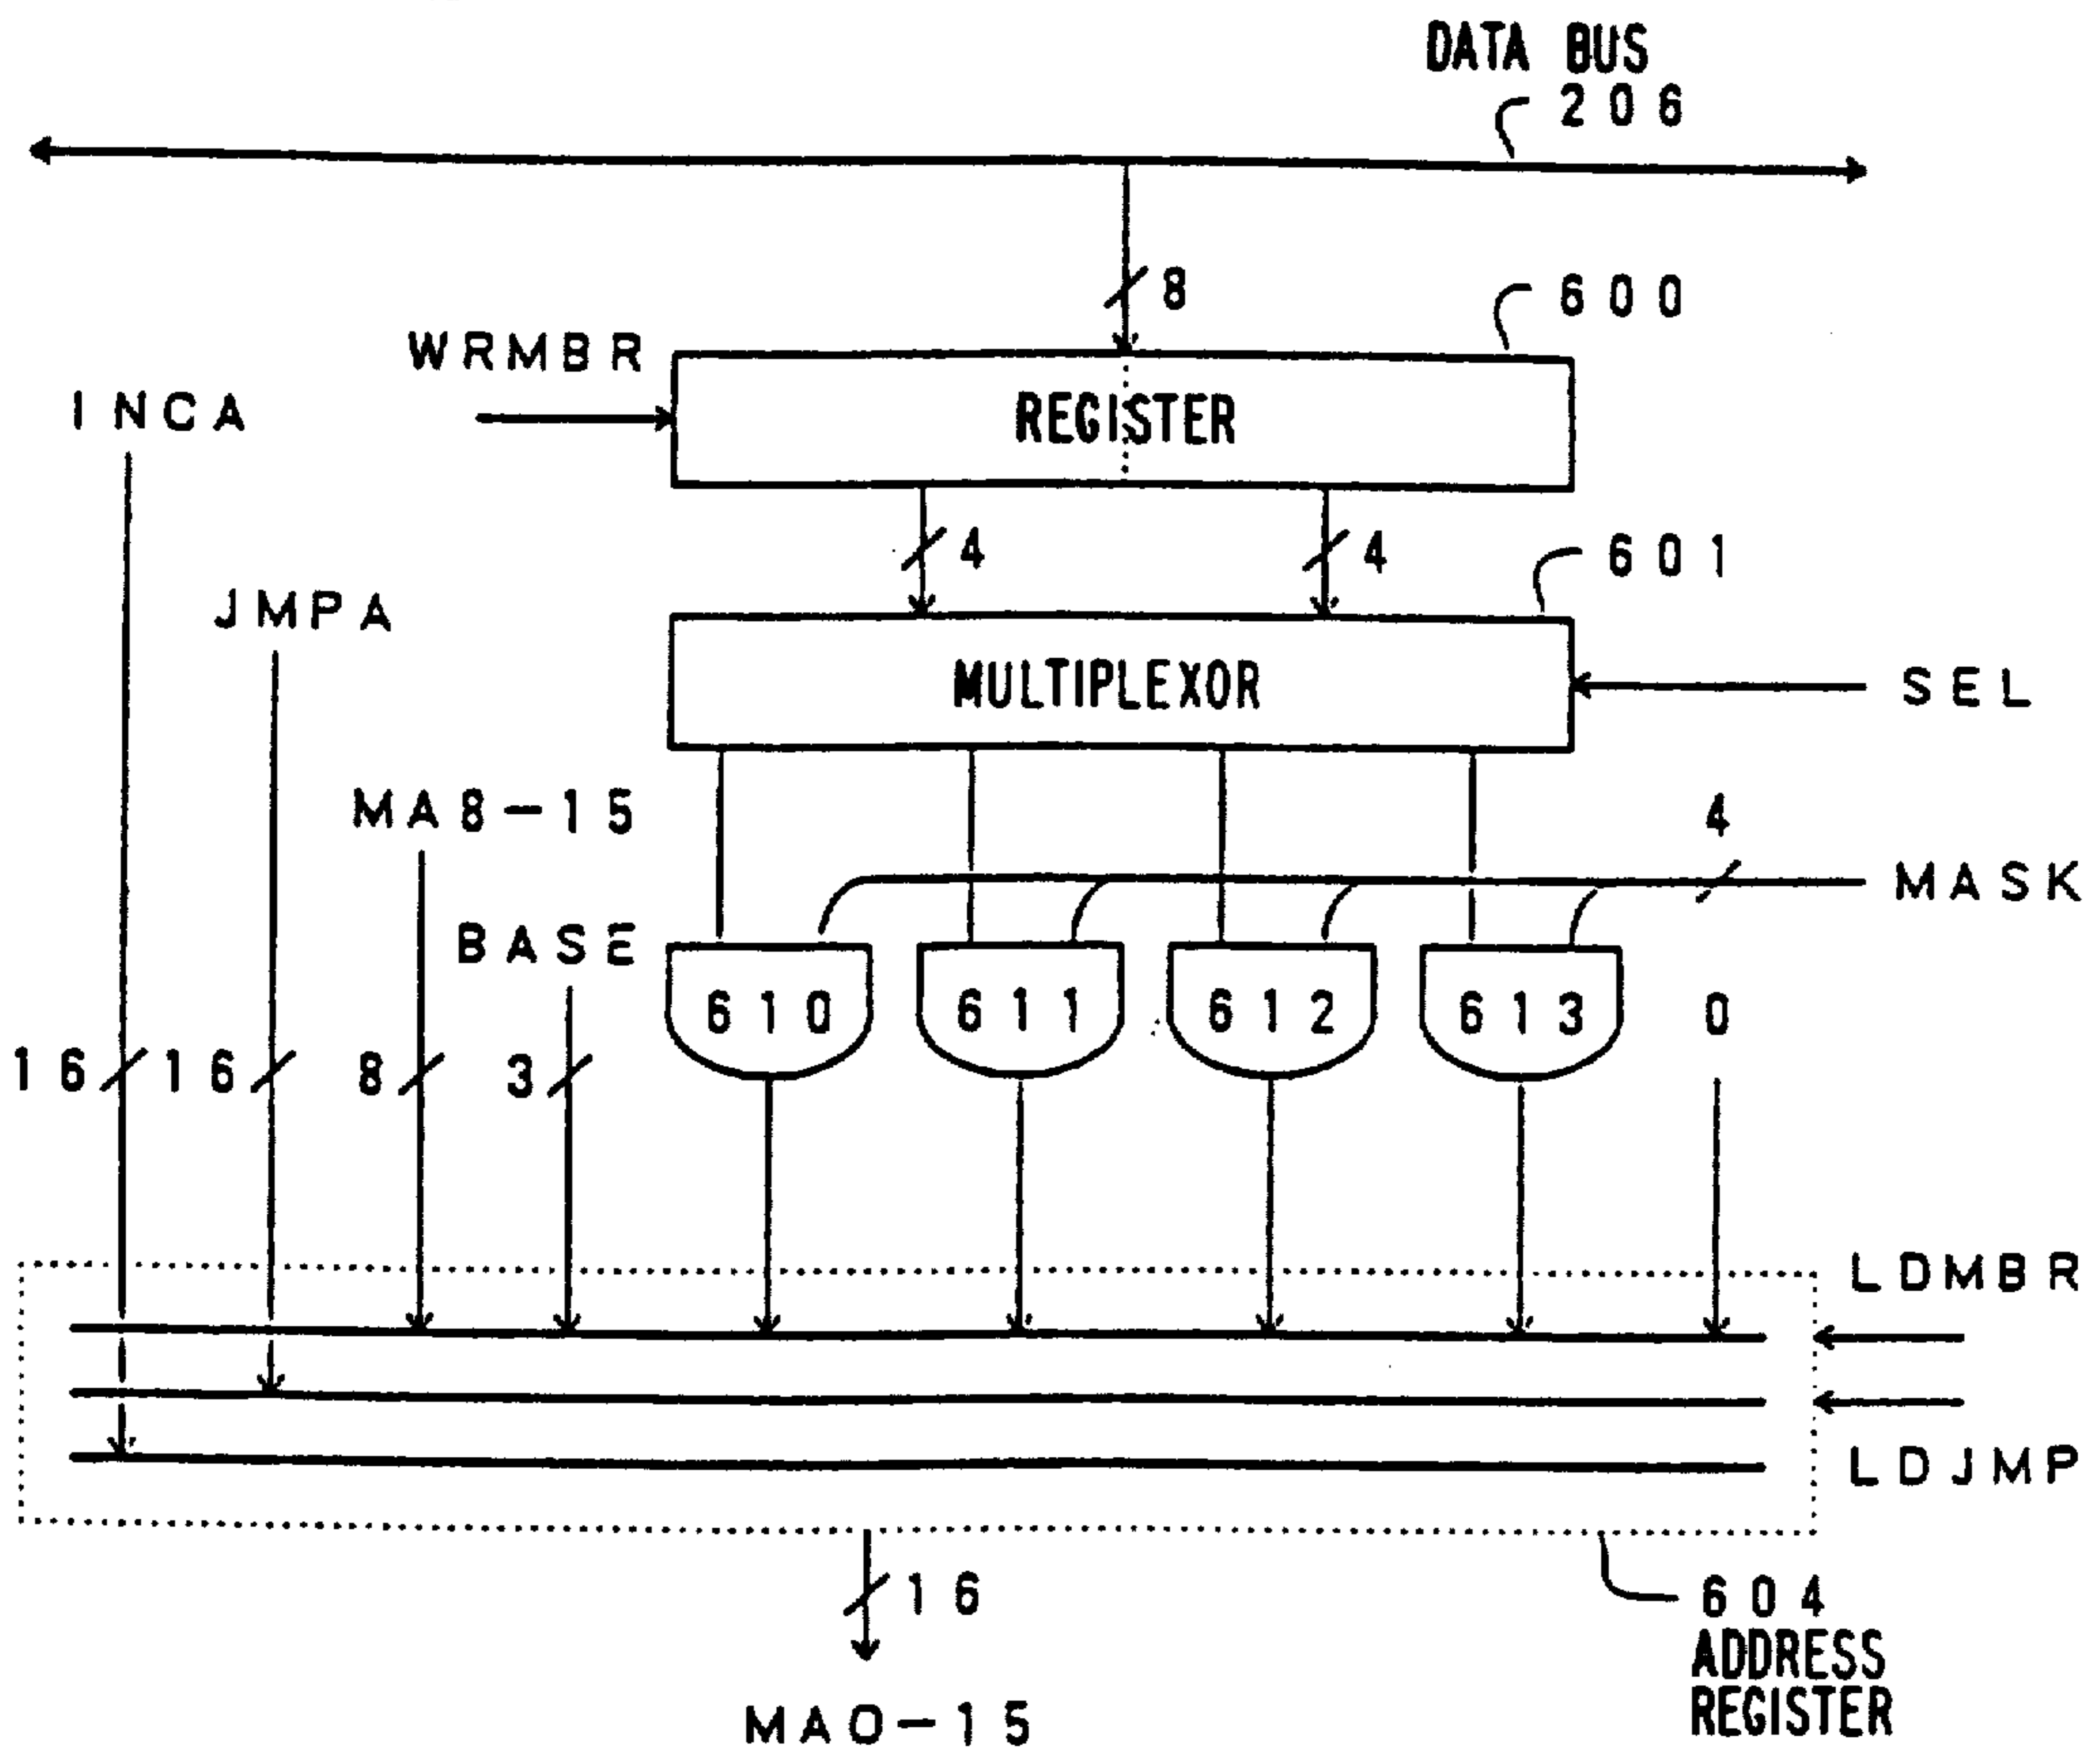 DATA BUS
206
8
600
WRMBR
INCA
REGISTER
4
4
601
JMPA
MULTIPLEXOR
SEL
MA8-15
4
MASK
BASE
610
611
612
613
0
16
16
8
3
LDMBR
LDJMP
16
604
ADDRESS
REGISTER
MA0-15